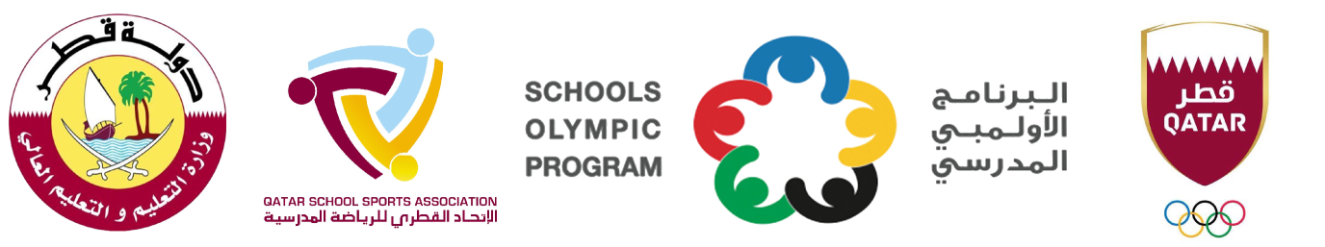 دولة قطر
وزارة التعليم و التعليم العالي
QATAR SCHOOL SPORTS ASSOCIATION
الإتحاد القطري للرياضة المدرسية
SCHOOLS
OLYMPIC
PROGRAM
البرنامج
الأولمبي
المدرسي
قطر
QATAR